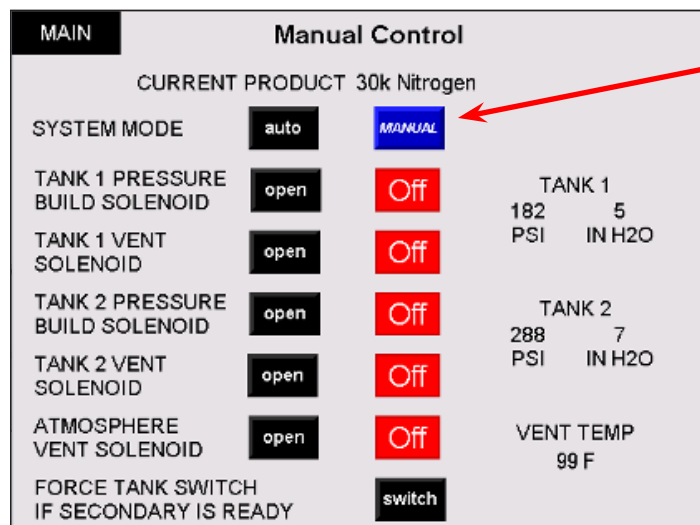 MAIN Manual Control
CURRENT PRODUCT 30k Nitrogen
SYSTEM MODE auto MANUAL
TANK 1 PRESSURE
BUILD SOLENOID open Off
TANK 1 VENT
SOLENOID open Off
TANK 1
182 5
PSI IN H2O
TANK 2 PRESSURE
BUILD SOLENOID open Off
TANK 2 VENT
SOLENOID open Off
TANK 2
288 7
PSI IN H2O
ATMOSPHERE
VENT SOLENOID open Off
VENT TEMP
99 F
FORCE TANK SWITCH
IF SECONDARY IS READY switch